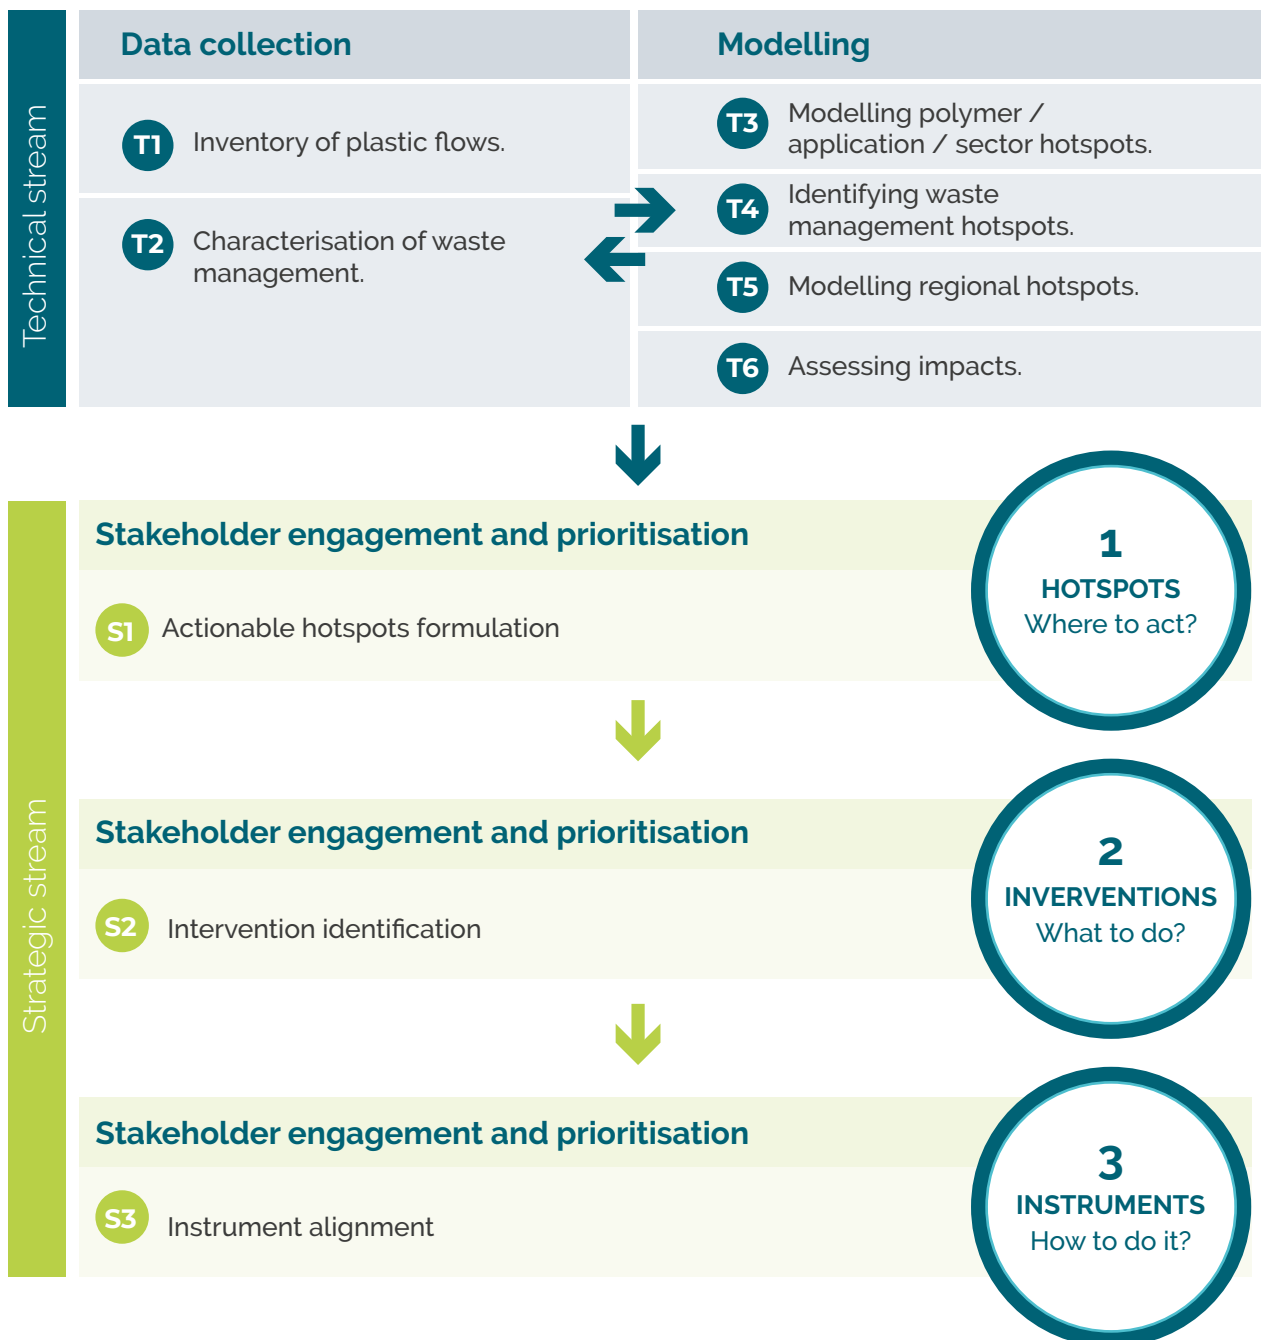 Technical stream
Data collection
T1
Inventory of plastic flows.
T2
Characterisation of waste
management.
Modelling
T3
Modelling polymer /
application / sector hotspots.
T4
Identifying waste
management hotspots.
T5
Modelling regional hotspots.
T6
Assessing impacts.
Strategic stream
Stakeholder engagement and prioritisation
S1
Actionable hotspots formulation
1
HOTSPOTS
Where to act?
Stakeholder engagement and prioritisation
S2
Intervention identification
2
INVERVENTIONS
What to do?
Stakeholder engagement and prioritisation
S3
Instrument alignment
3
INSTRUMENTS
How to do it?